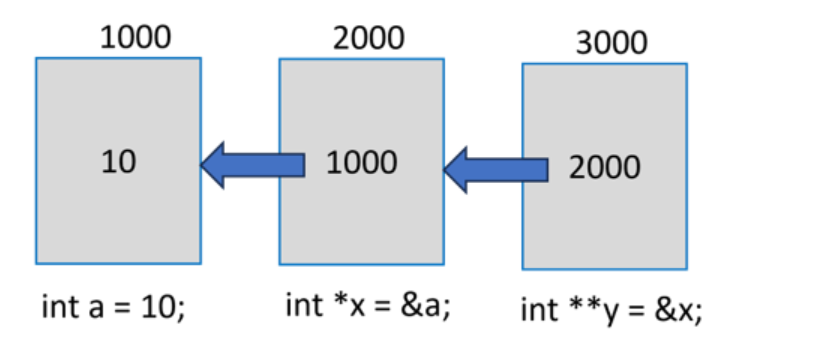 1000 2000 3000
10 1000 2000
int a = 10; int *x = &a; int **y = &x;